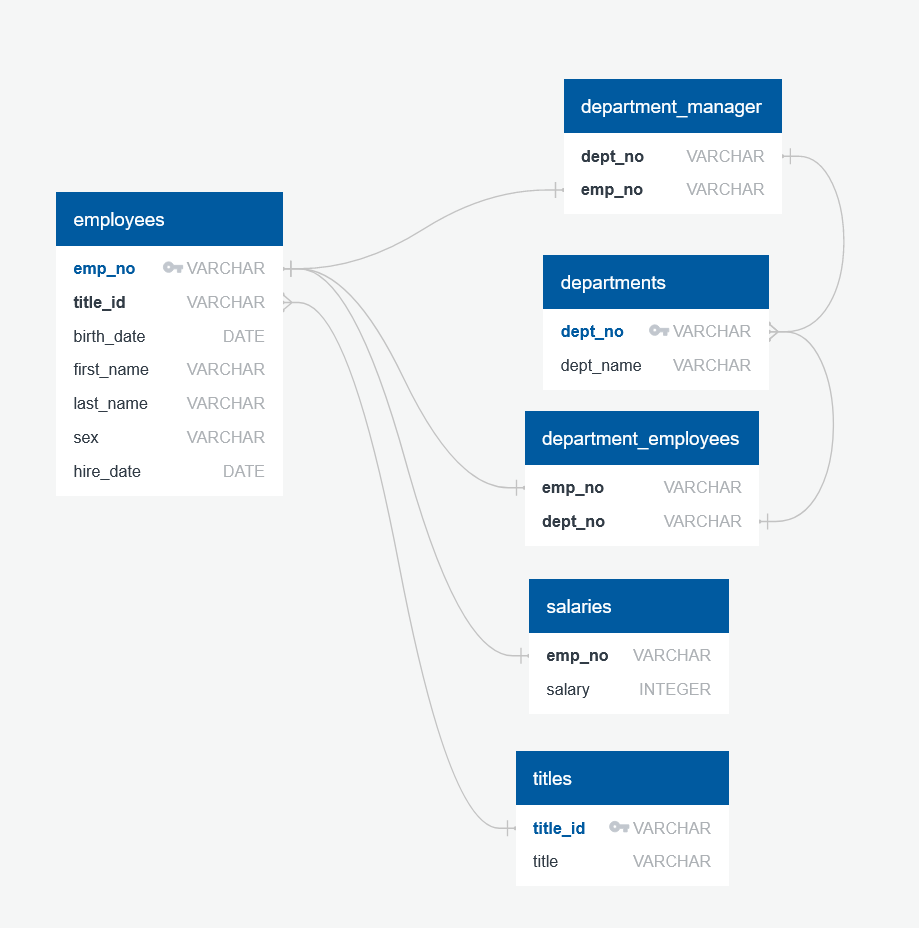 department_manager
dept_no VARCHAR
emp_no VARCHAR
employees
emp_no VARCHAR
title_id VARCHAR
birth_date DATE
first_name VARCHAR
last_name VARCHAR
sex VARCHAR
hire_date DATE
departments
dept_no VARCHAR
dept_name VARCHAR
department_employees
emp_no VARCHAR
dept_no VARCHAR
salaries
emp_no VARCHAR
salary INTEGER
titles
title_id VARCHAR
title VARCHAR